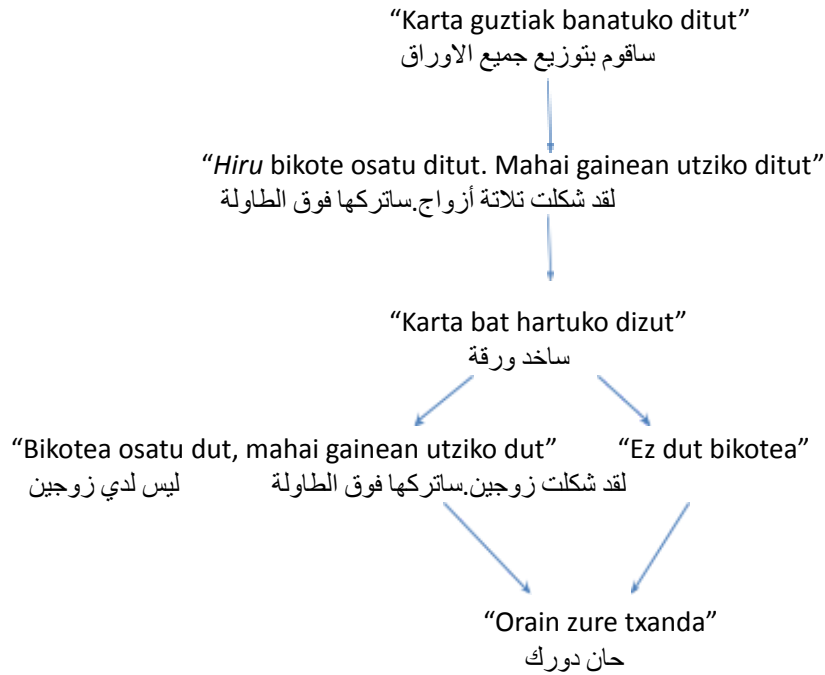 “Karta guztiak banatuko ditut”
ساقوم بتوزيع جميع الاوراق
“Hiru bikote osatu ditut. Mahai gainean utziko ditut”
لقد شكلت تلاتة أزواج.ساتركها فوق الطاولة
“Karta bat hartuko dizut”
ساخد ورقة
“Bikotea osatu dut, mahai gainean utziko dut” “Ez dut bikotea”
لقد شكلت زوجين.ساتركها فوق الطاولة ليس لدي زوجين
“Orain zure txanda”
حان دورك